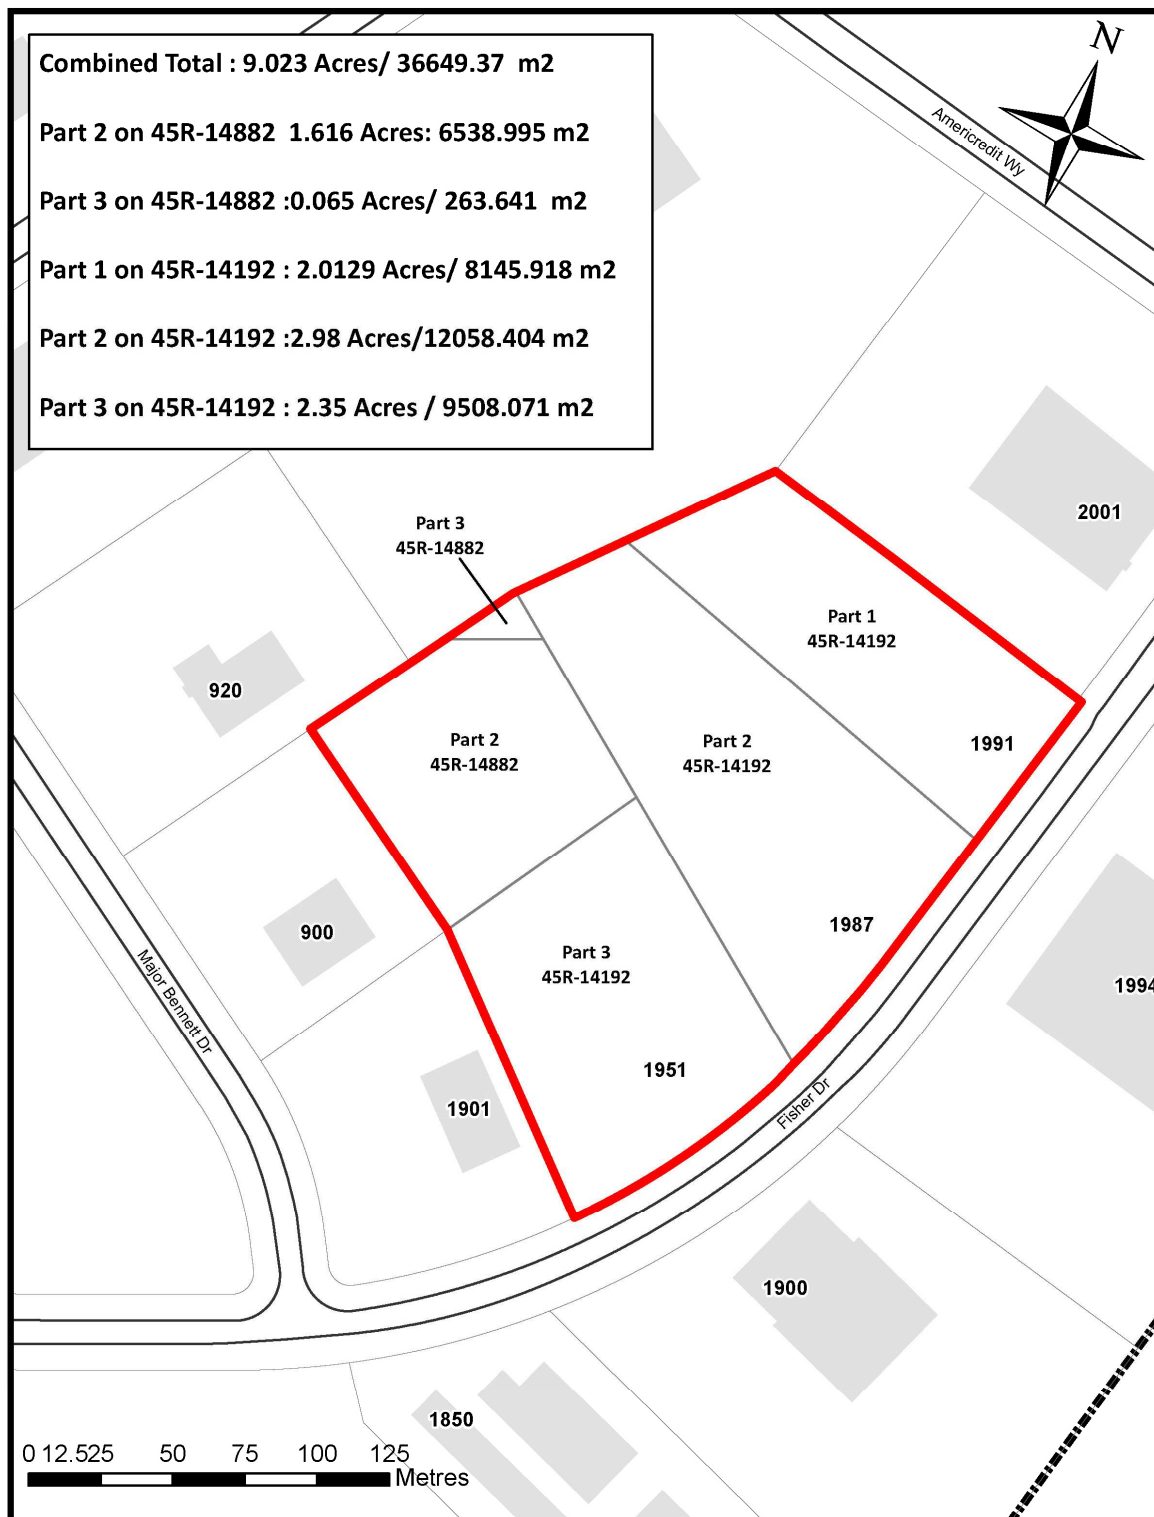 Combined Total : 9.023 Acres/ 36649.37 m2
Part 2 on 45R-14882 1.616 Acres: 6538.995 m2
Part 3 on 45R-14882 :0.065 Acres/ 263.641 m2
Part 1 on 45R-14192 : 2.0129 Acres/ 8145.918 m2
Part 2 on 45R-14192 :2.98 Acres/12058.404 m2
Part 3 on 45R-14192 : 2.35 Acres / 9508.071 m2
N
Americredit Wy
2001
Part 3
45R-14882
Part 1
45R-14192
920
Part 2
45R-14882
Part 2
45R-14192
1991
900
1987
Part 3
45R-14192
1994
Major Bennett Dr
1951
1901
Fisher Dr
1900
1850
0 12.525 50 75 100 125
Metres